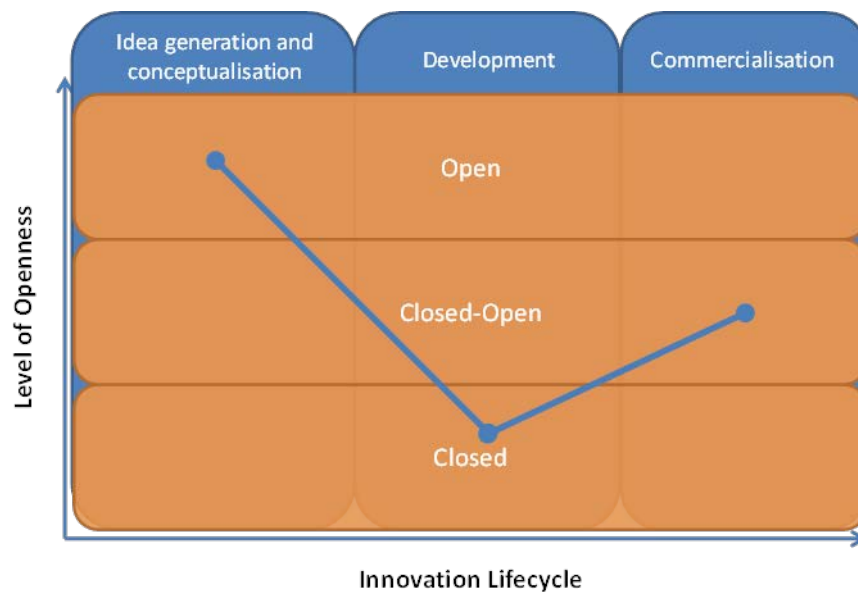 Idea generation and
conceptualisation
Development
Commercialisation
Open
Closed-Open
Closed
Level of Openness
Innovation Lifecycle